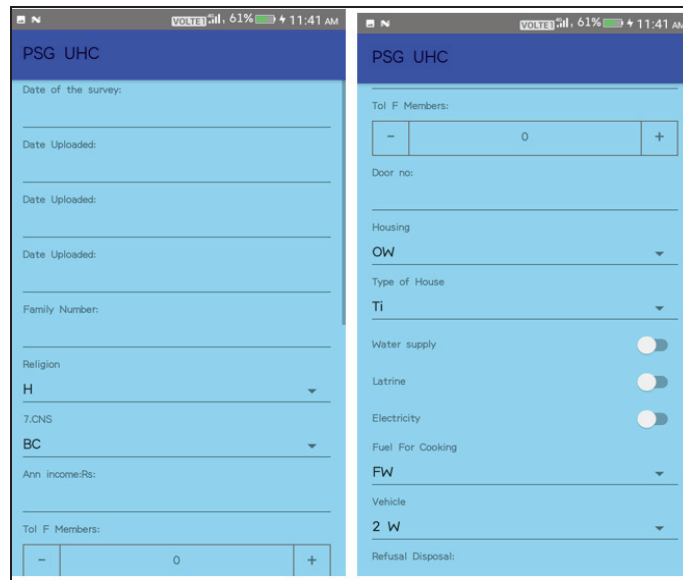 VOLTE1 61% 11:41 AM
PSG UHC
Date of the survey:
Date Uploaded:
Date Uploaded:
Date Uploaded:
Family Number:
Religion
H
7.CNS
BC
Ann income:Rs:
Tol F Members:
- 0 +
VOLTE1 61% 11:41 AM
PSG UHC
Tol F Members:
- 0 +
Door no:
Housing
OW
Type of House
Ti
Water supply
Latrine
Electricity
Fuel For Cooking
FW
Vehicle
2 W
Refusal Disposal: